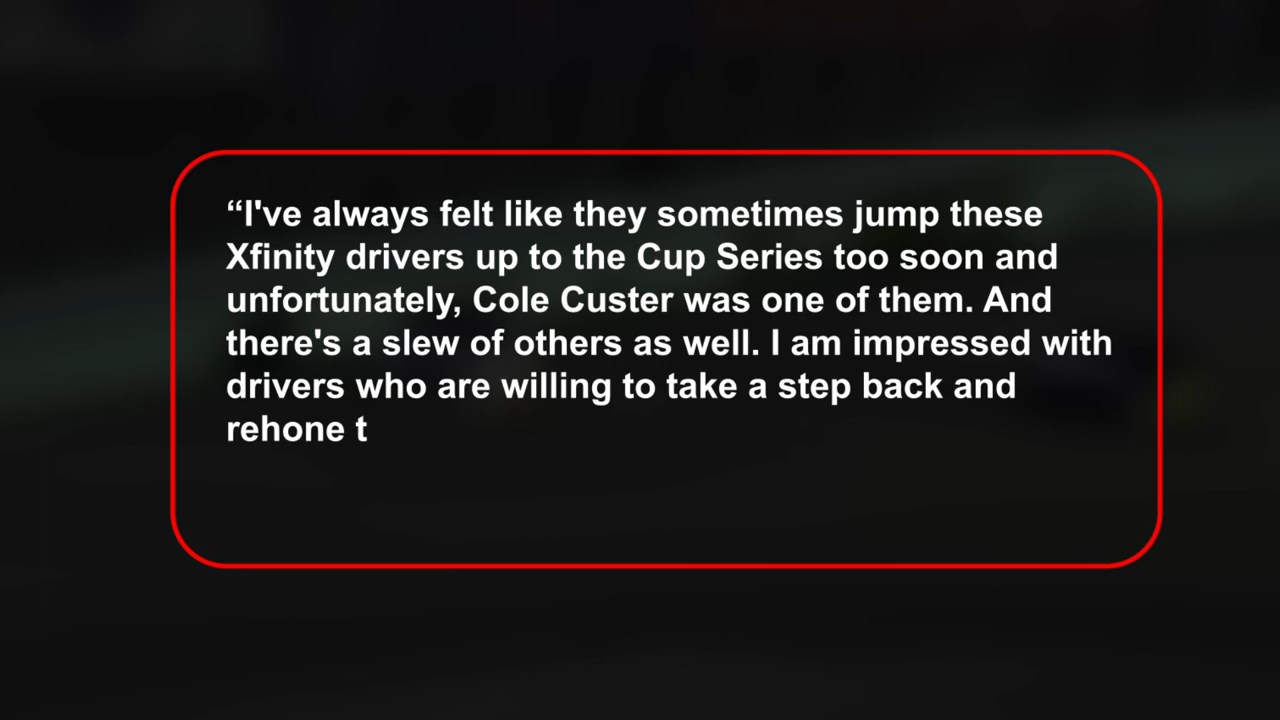 “I've always felt like they sometimes jump these
Xfinity drivers up to the Cup Series too soon and
unfortunately, Cole Custer was one of them. And
there's a slew of others as well. I am impressed with
drivers who are willing to take a step back and
rehone t